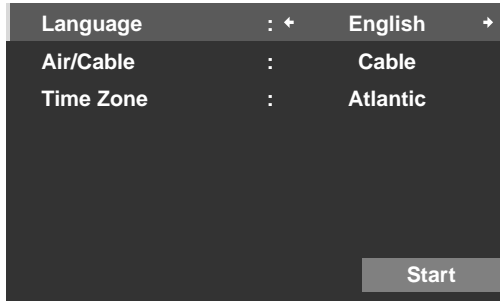 Language : ← English →
Air/Cable : Cable
Time Zone : Atlantic
Start